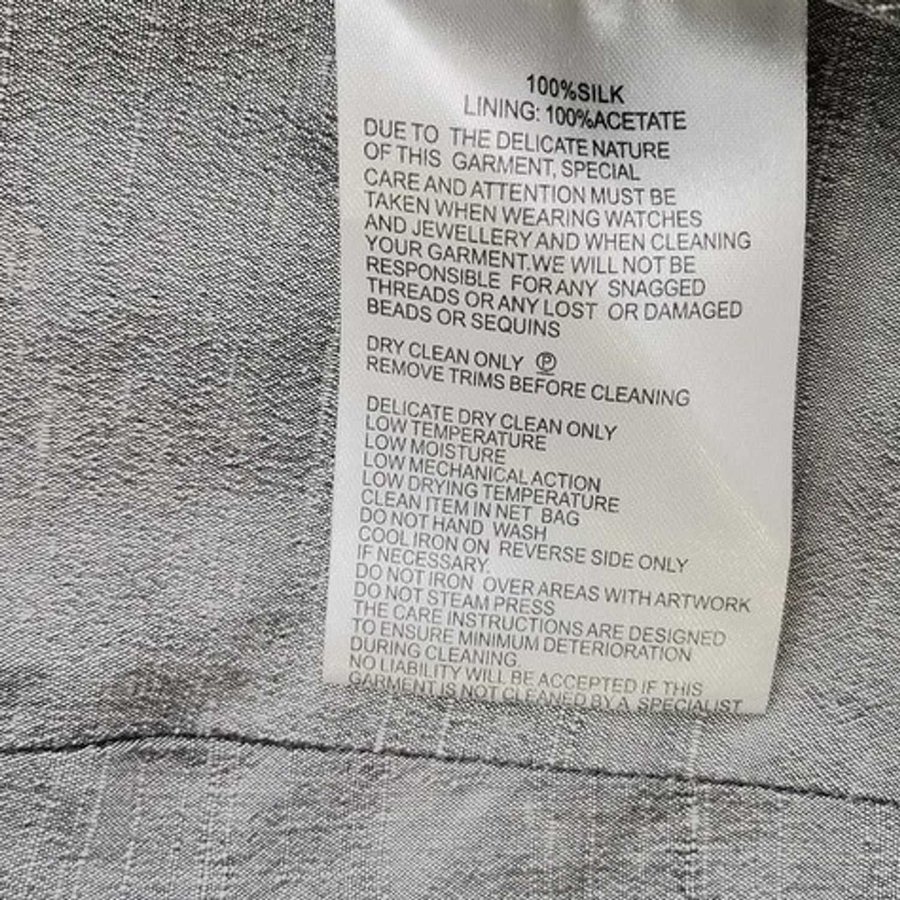 100%SILK
LINING: 100%ACETATE
DUE TO THE DELICATE NATURE
OF THIS GARMENT, SPECIAL
CARE AND ATTENTION MUST BE
TAKEN WHEN WEARING WATCHES
AND JEWELLERY AND WHEN CLEANING
YOUR GARMENT.WE WILL NOT BE
RESPONSIBLE FOR ANY SNAGGED
THREADS OR ANY LOST OR DAMAGED
BEADS OR SEQUINS
DRY CLEAN ONLY Ⓟ
REMOVE TRIMS BEFORE CLEANING
DELICATE DRY CLEAN ONLY
LOW TEMPERATURE
LOW MOISTURE
LOW MECHANICAL ACTION
LOW DRYING TEMPERATURE
CLEAN ITEM IN NET BAG
DO NOT HAND WASH
COOL IRON ON REVERSE SIDE ONLY
IF NECESSARY.
DO NOT IRON OVER AREAS WITH ARTWORK
DO NOT STEAM PRESS
THE CARE INSTRUCTIONS ARE DESIGNED
TO ENSURE MINIMUM DETERIORATION
DURING CLEANING.
NO LIABILITY WILL BE ACCEPTED IF THIS
GARMENT IS NOT CLEANED BY A SPECIALIST